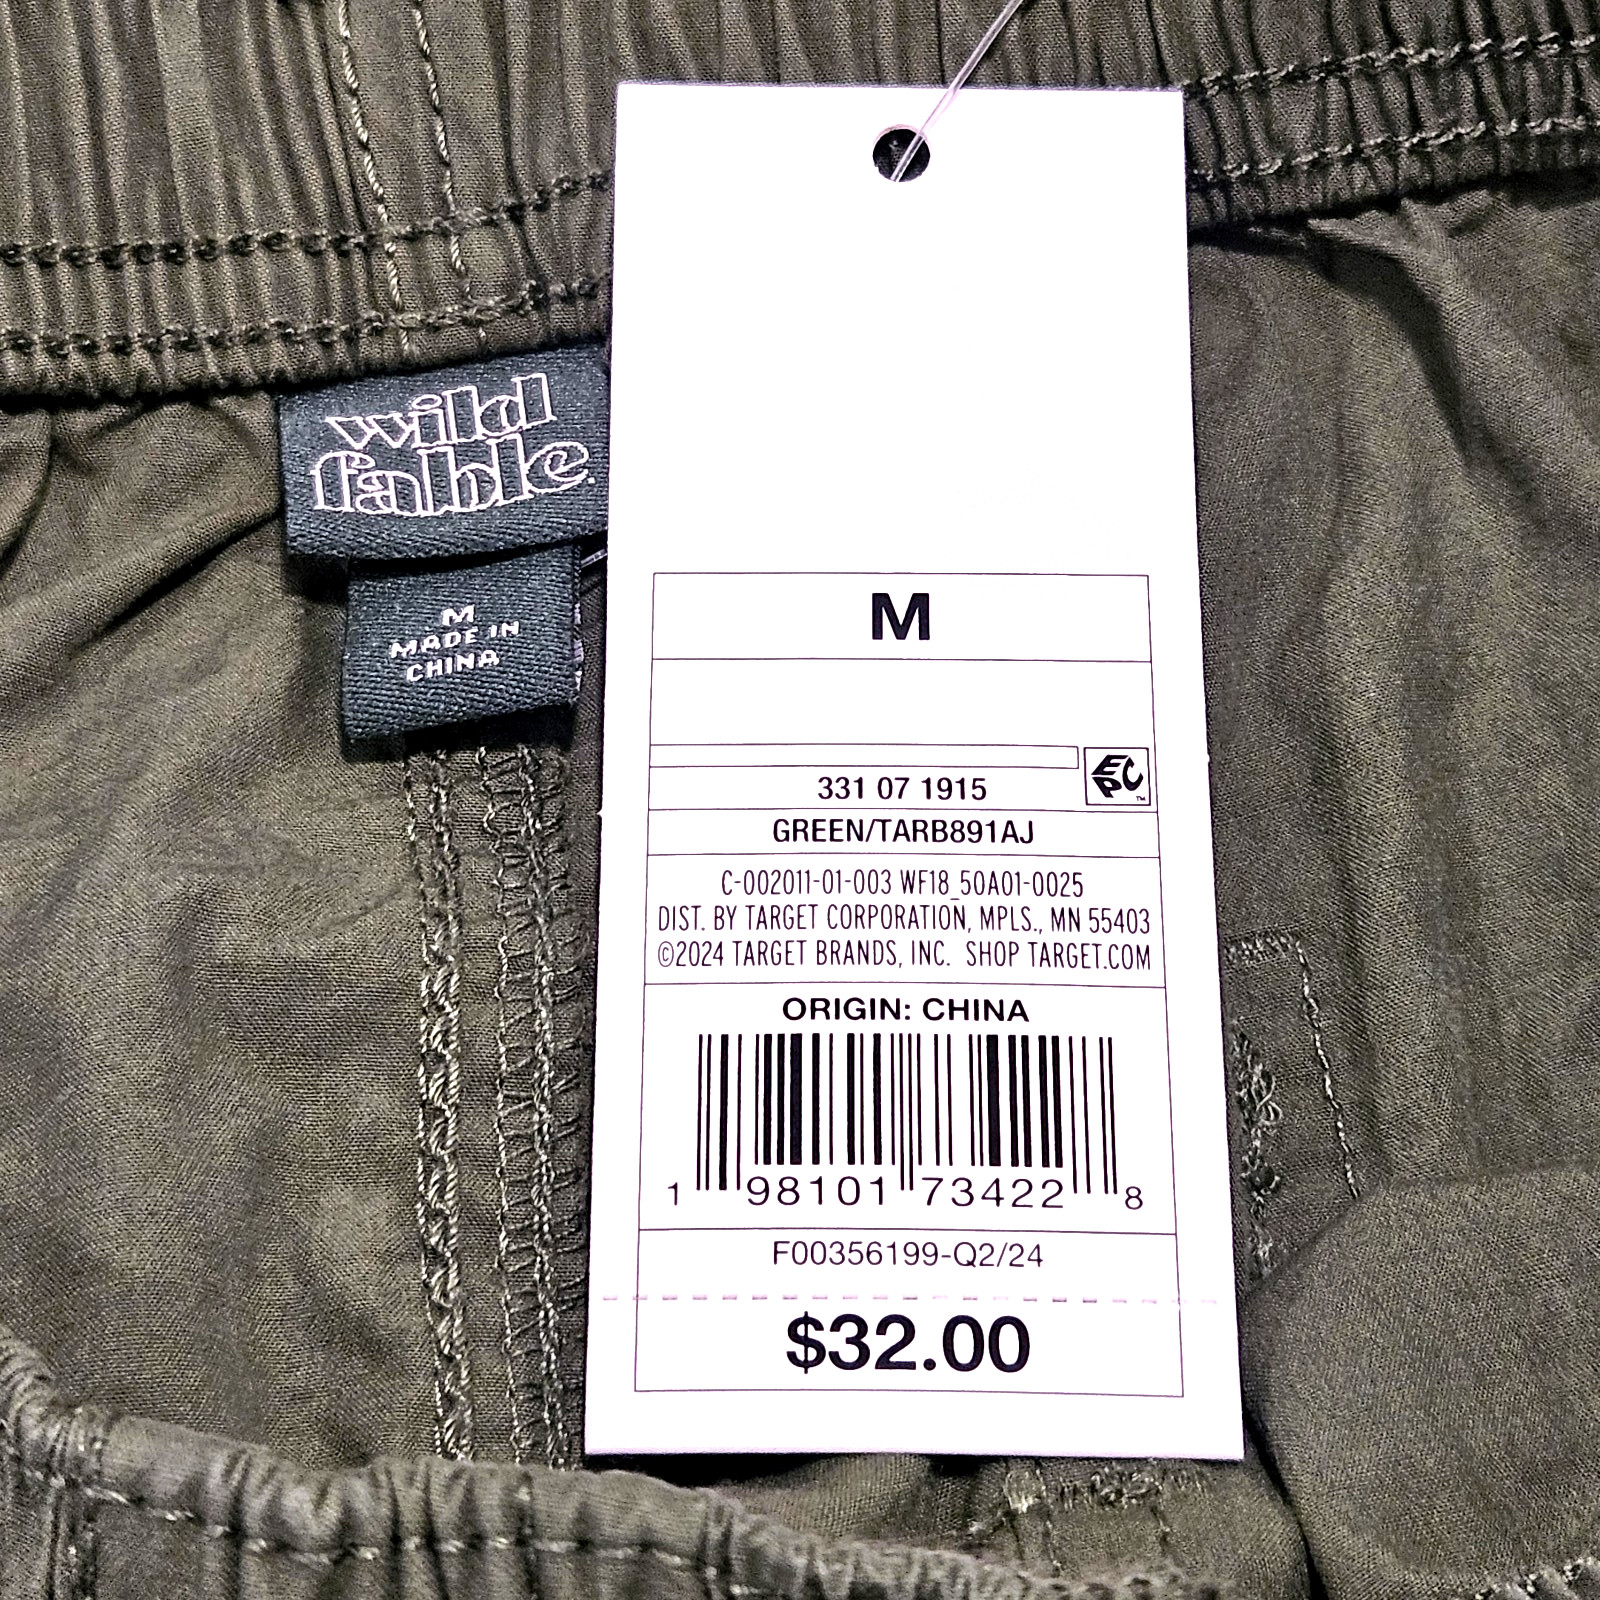 wild
fable.
M
MADE IN
CHINA
M
331 07 1915
EPC™
GREEN/TARB891AJ
C-002011-01-003 WF18_50A01-0025
DIST. BY TARGET CORPORATION, MPLS., MN 55403
©2024 TARGET BRANDS, INC. SHOP TARGET.COM
ORIGIN: CHINA
1 98101 73422 8
F00356199-Q2/24
$32.00